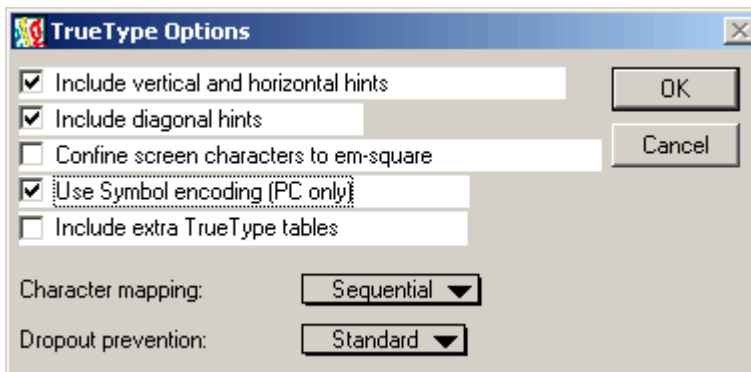 TrueType Options
Include vertical and horizontal hints
OK
Include diagonal hints
Confine screen characters to em-square
Cancel
Use Symbol encoding (PC only)
Include extra TrueType tables
Character mapping: Sequential
Dropout prevention: Standard